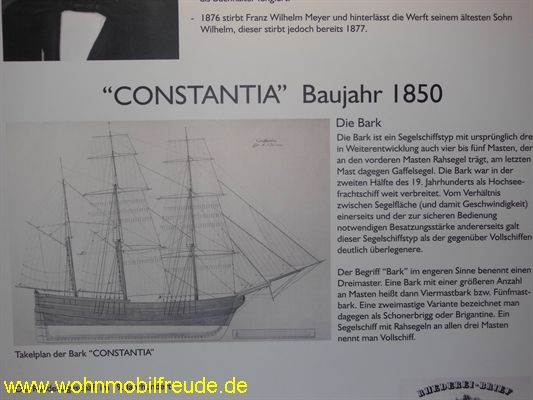 als Buchhalter fungiert.
- 1876 stirbt Franz Wilhelm Meyer und hinterlässt die Werft seinem ältesten Sohn
Wilhelm, dieser stirbt jedoch bereits 1877.
“CONSTANTIA” Baujahr 1850
Die Bark
Die Bark ist ein Segelschiffstyp mit ursprünglich drei
in Weiterentwicklung auch vier bis fünf Masten, der
an den vorderen Masten Rahsegel trägt, am letzten
Mast dagegen Gaffelsegel. Die Bark war in der
zweiten Hälfte des 19. Jahrhunderts als Hochsee-
frachtschiff weit verbreitet. Vom Verhältnis
zwischen Segelfläche (und damit Geschwindigkeit)
einerseits und der zur sicheren Bedienung
notwendigen Besatzungsstärke andererseits galt
dieser Segelschiffstyp als der gegenüber Vollschiffen
deutlich überlegenere.
Der Begriff “Bark” im engeren Sinne benennt einen
Dreimaster. Eine Bark mit einer größeren Anzahl
an Masten heißt dann Viermastbark bzw. Fünfmast-
bark. Eine zweimastige Variante bezeichnet man
dagegen als Schonerbrigg oder Brigantine. Ein
Segelschiff mit Rahsegeln an allen drei Masten
nennt man Vollschiff.
Takelplan der Bark “CONSTANTIA”
www.wohnmobilfreude.de
RHEDEREI-BRIEF